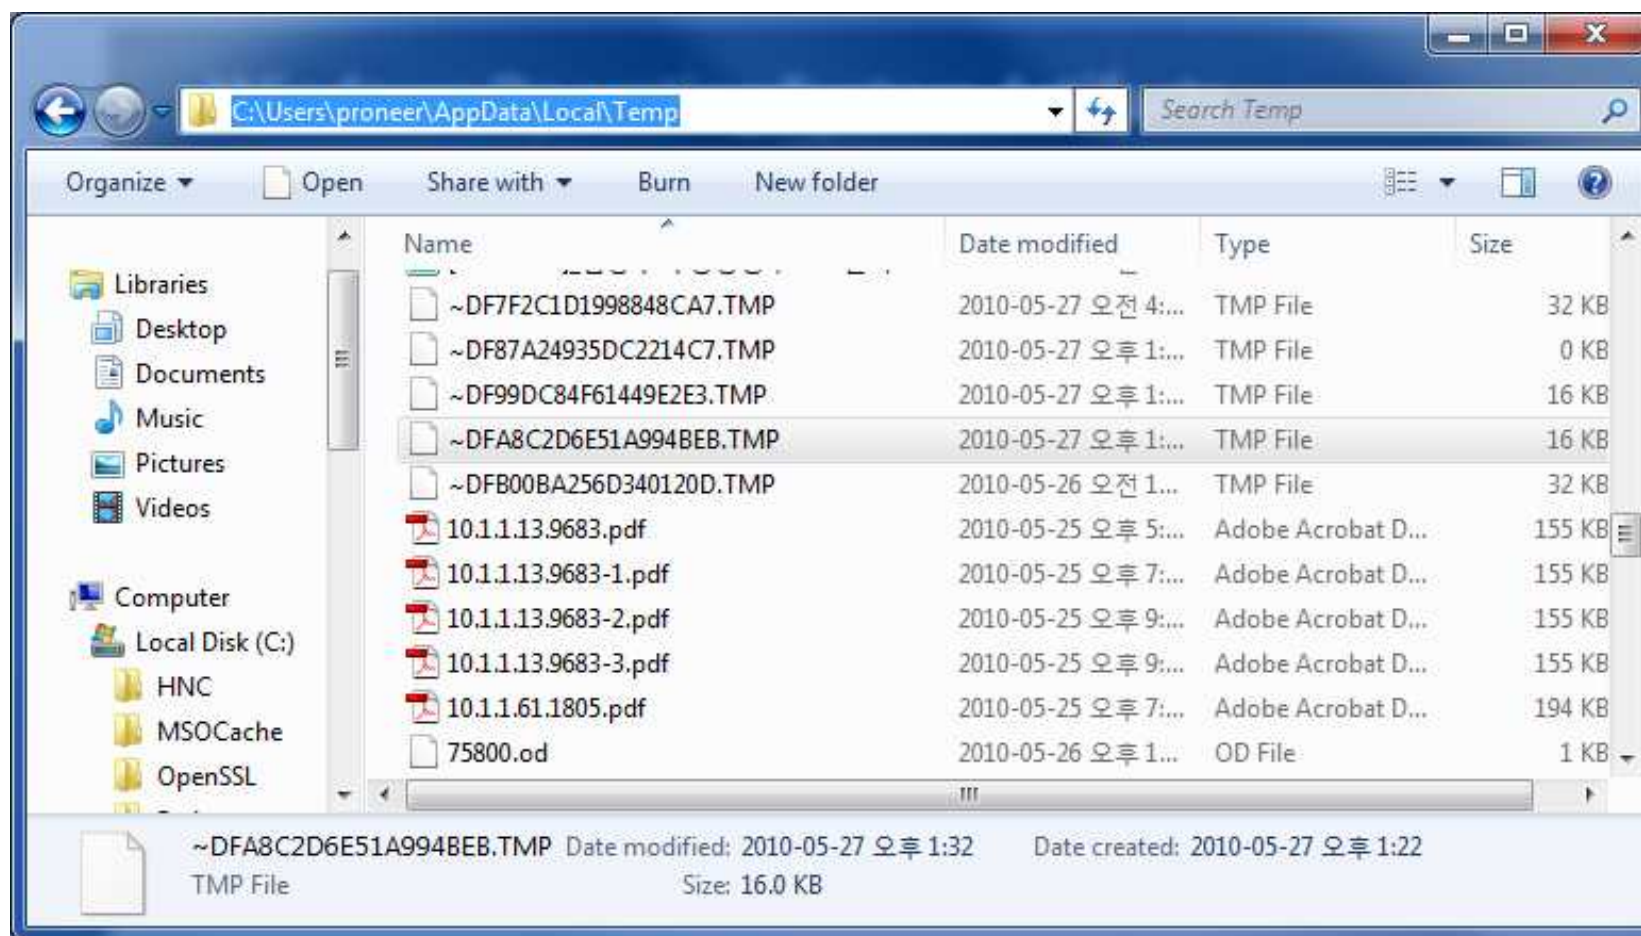 C:\Users\proneer\AppData\Local\Temp
Search Temp
Organize Open Share with Burn New folder
Name Date modified Type Size
Libraries
Desktop
Documents
Music
Pictures
Videos
Computer
Local Disk (C:)
HNC
MSOCache
OpenSSL
~DF7F2C1D1998848CA7.TMP 2010-05-27 오전 4:... TMP File 32 KB
~DF87A24935DC2214C7.TMP 2010-05-27 오후 1:... TMP File 0 KB
~DF99DC84F61449E2E3.TMP 2010-05-27 오후 1:... TMP File 16 KB
~DFA8C2D6E51A994BEB.TMP 2010-05-27 오후 1:... TMP File 16 KB
~DFB00BA256D340120D.TMP 2010-05-26 오전 1... TMP File 32 KB
10.1.1.13.9683.pdf 2010-05-25 오후 5:... Adobe Acrobat D... 155 KB
10.1.1.13.9683-1.pdf 2010-05-25 오후 7:... Adobe Acrobat D... 155 KB
10.1.1.13.9683-2.pdf 2010-05-25 오후 9:... Adobe Acrobat D... 155 KB
10.1.1.13.9683-3.pdf 2010-05-25 오후 9:... Adobe Acrobat D... 155 KB
10.1.1.61.1805.pdf 2010-05-25 오후 7:... Adobe Acrobat D... 194 KB
75800.od 2010-05-26 오후 1... OD File 1 KB
~DFA8C2D6E51A994BEB.TMP Date modified: 2010-05-27 오후 1:32 Date created: 2010-05-27 오후 1:22
TMP File Size: 16.0 KB